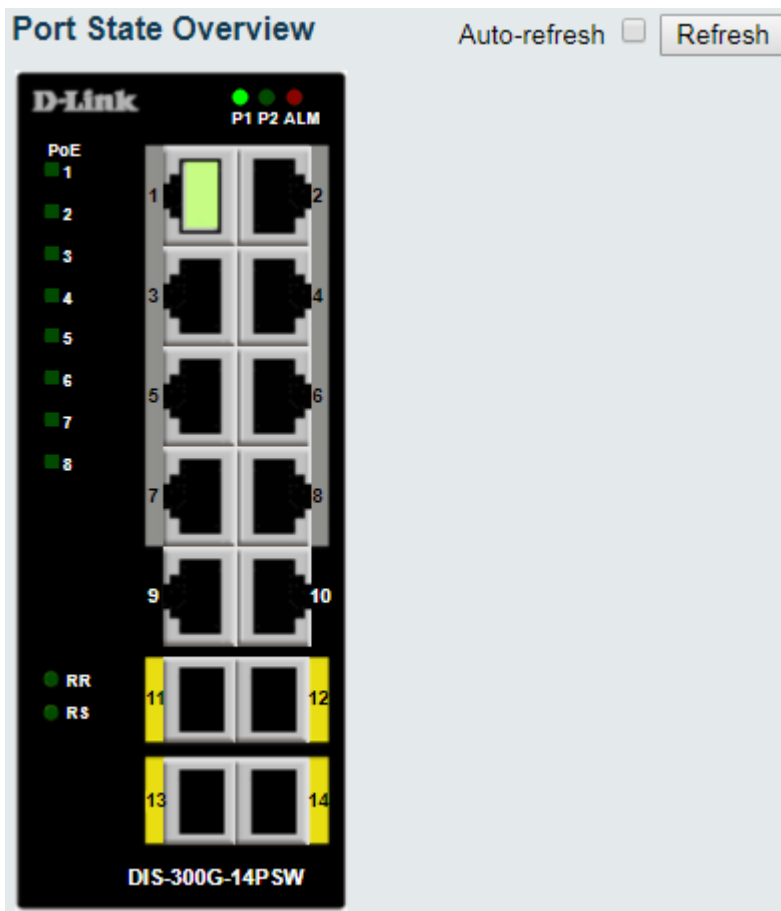 Port State Overview
Auto-refresh Refresh
D-Link
P1 P2 ALM
PoE
1
2
3
4
5
6
7
8
1 2
3 4
5 6
7 8
9 10
RR
RS
11 12
13 14
DIS-300G-14PSW